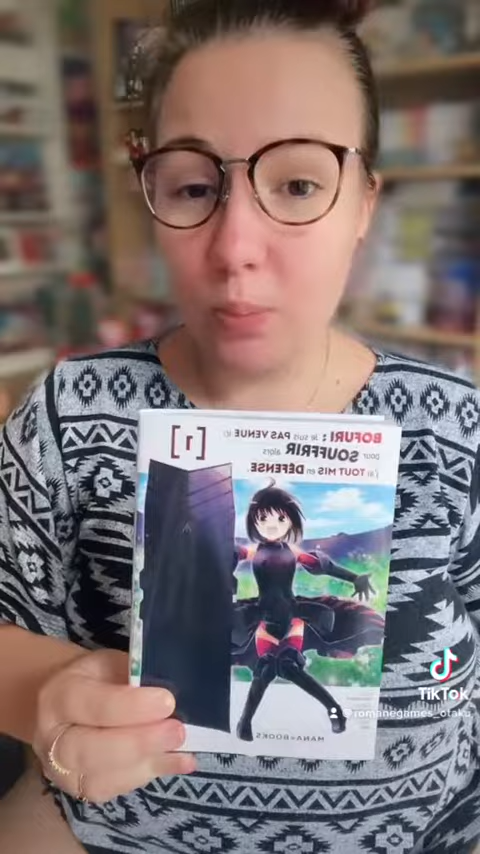 BOFURI : Je suis PAS VENUE ici
pour SOUFFRIR alors
j'ai TOUT MIS en DÉFENSE.
[1]
MANA BOOKS
TikTok
@romanegames_otaku